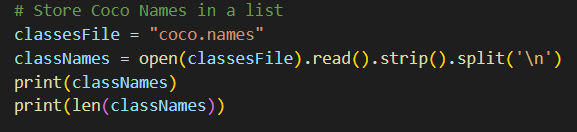 # Store Coco Names in a list
classesFile = "coco.names"
classNames = open(classesFile).read().strip().split('\n')
print(classNames)
print(len(classNames))